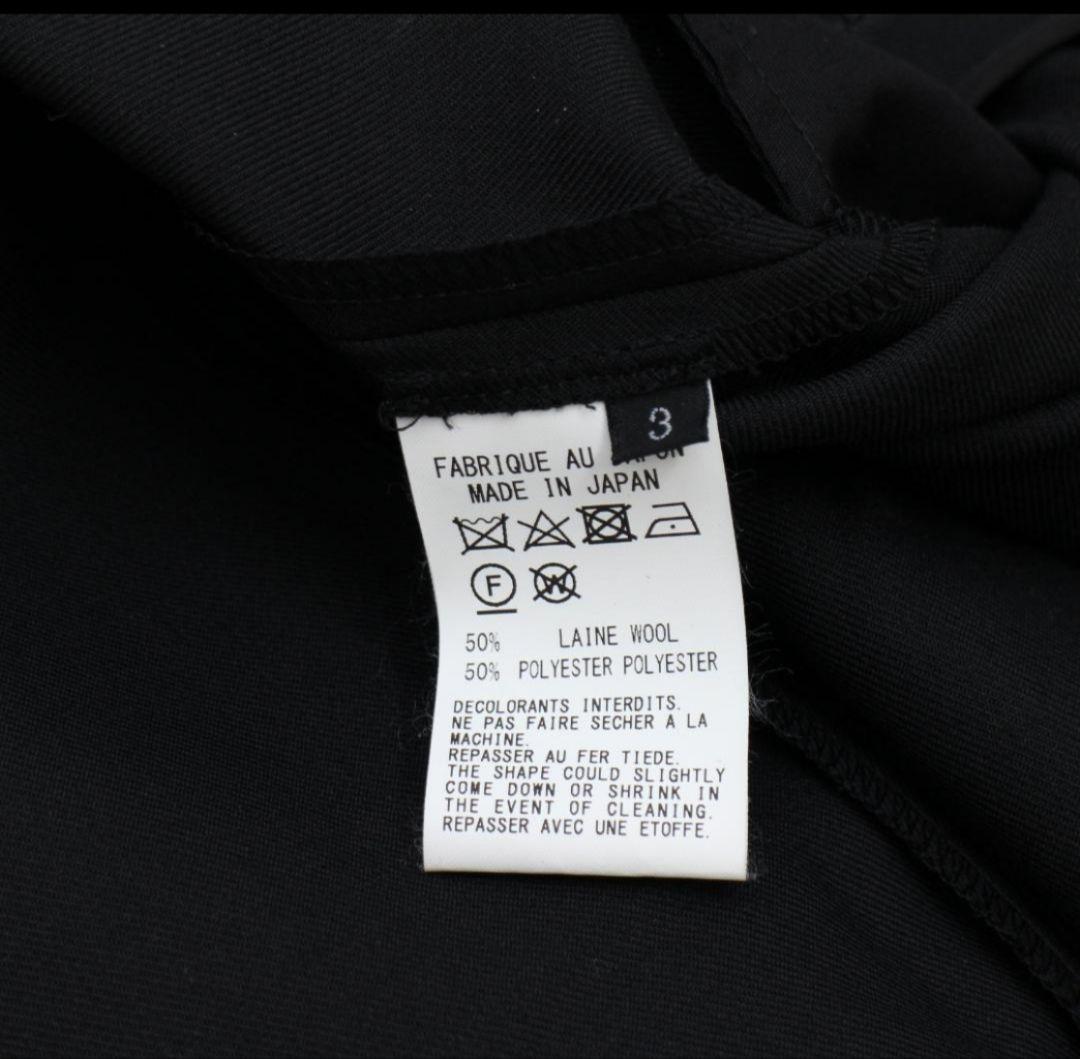 3
FABRIQUE AU
MADE IN JAPAN
F
W
50% LAINE WOOL
50% POLYESTER POLYESTER
DECOLORANTS INTERDITS.
NE PAS FAIRE SECHER A LA
MACHINE.
REPASSER AU FER TIEDE.
THE SHAPE COULD SLIGHTLY
COME DOWN OR SHRINK IN
THE EVENT OF CLEANING.
REPASSER AVEC UNE ETOFFE.